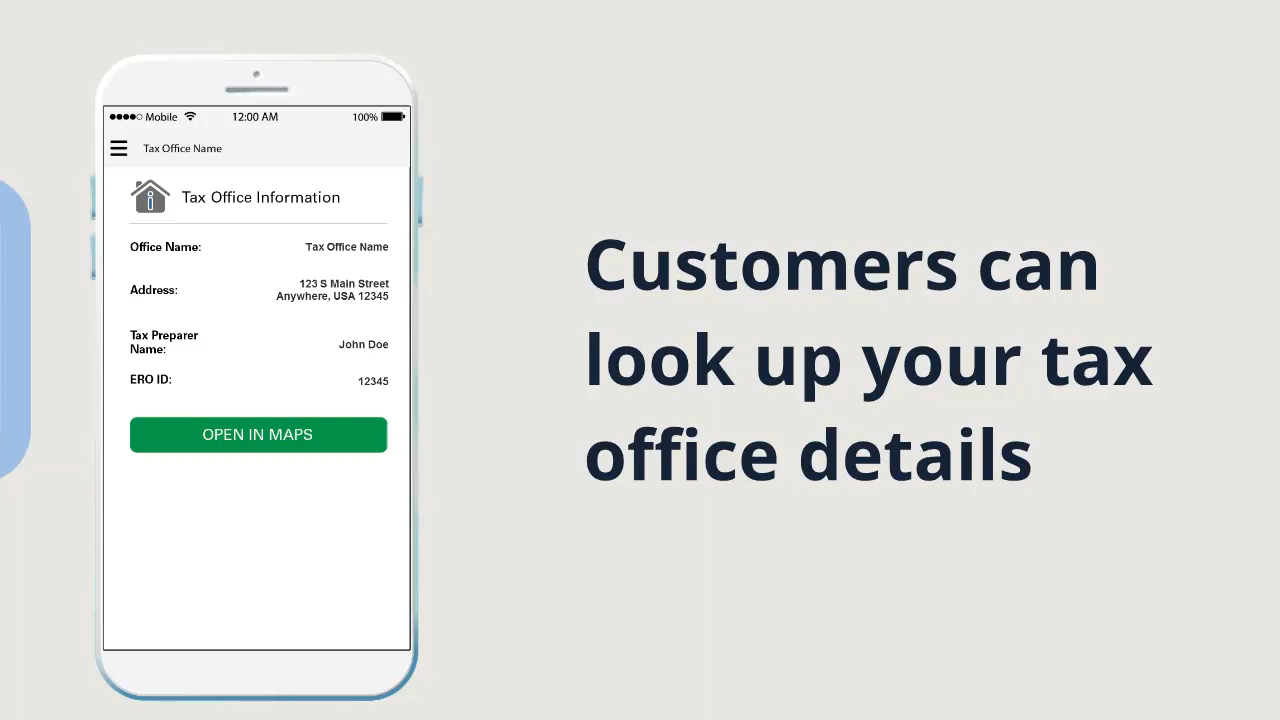 Mobile 12:00 AM 100%
Tax Office Name
Tax Office Information
Office Name: Tax Office Name
Address: 123 S Main Street
Anywhere, USA 12345
Tax Preparer
Name: John Doe
ERO ID: 12345
OPEN IN MAPS
Customers can
look up your tax
office details